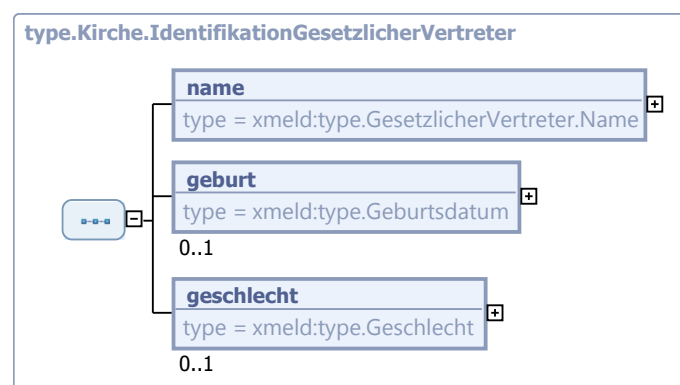 type.Kirche.IdentifikationGesetzlicherVertreter
name
type = xmeld:type.GesetzlicherVertreter.Name
geburt
type = xmeld:type.Geburtsdatum
0..1
geschlecht
type = xmeld:type.Geschlecht
0..1